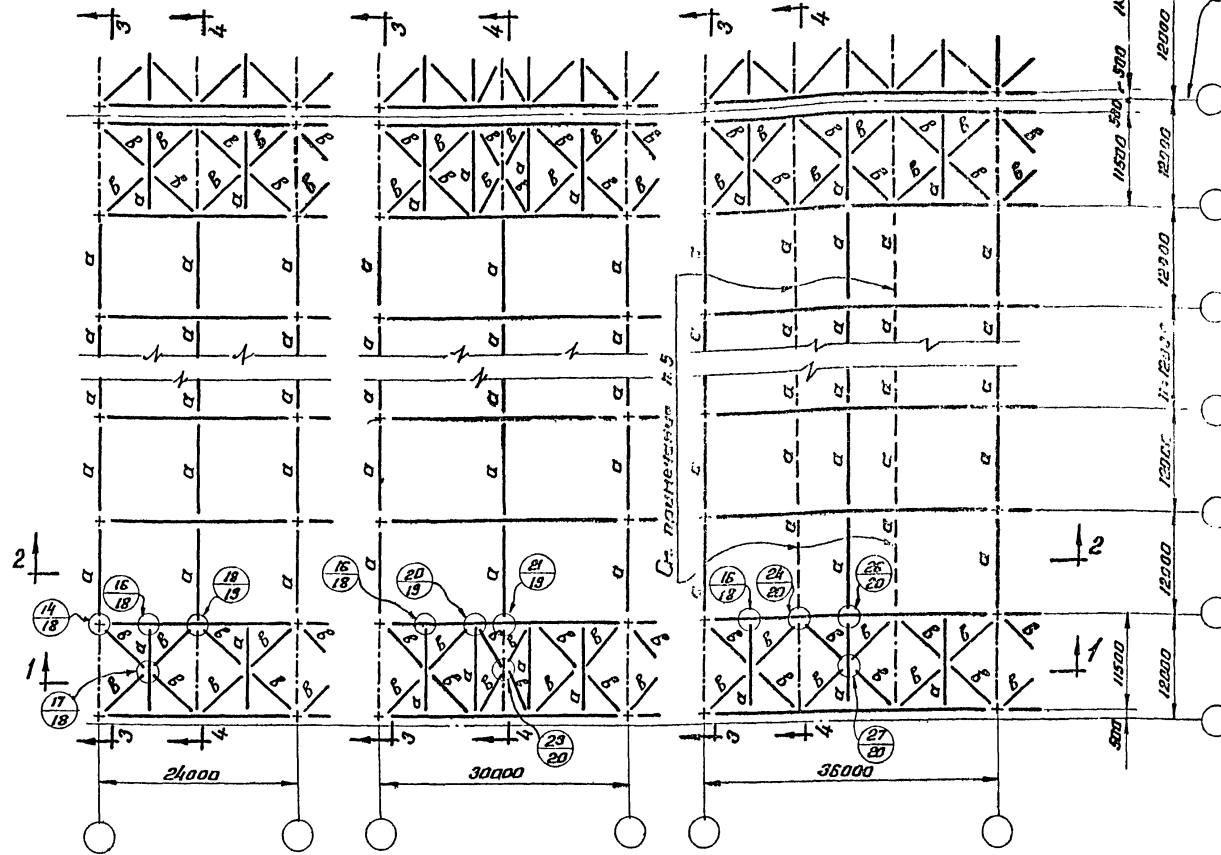 3 4 3 4 3 4
12000
500
500
11500
12000
в в в в в в в в в в в в в в в
в в в в в в в в в в в в в в в
а а а а а а
а а а а а а а а а а
12000
а а а а а а а
а а а а а а а а
См. примечание п.5
а а а а а а а а а
12000
2 2
а а а а а а
14/18
16/18
18/19
16/18
20/19
21/19
16/18
24/20
26/20
12000
1 1
в в в в в в в в в в в в
а а а а а а
17/18
23/20
27/20
11500
12000
500
3 4 3 4 3 4
24000
30000
36000